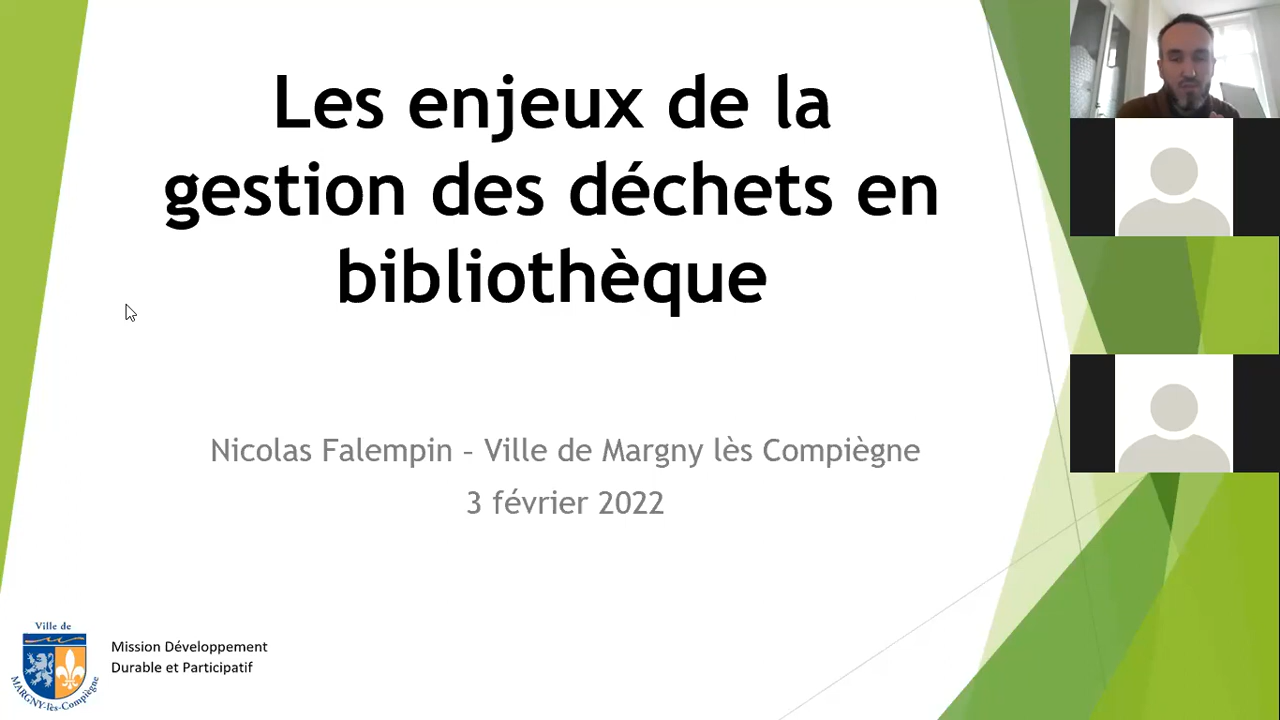 Les enjeux de la
gestion des déchets en
bibliothèque
Nicolas Falempin – Ville de Margny lès Compiègne
3 février 2022
Ville de
MARGNY-lès-Compiègne
Mission Développement
Durable et Participatif